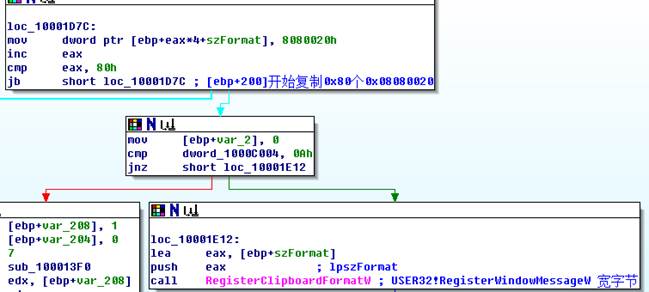 loc_10001D7C:
mov dword ptr [ebp+eax*4+szFormat], 8080020h
inc eax
cmp eax, 80h
jb short loc_10001D7C ; [ebp+200]开始复制0x80个0x08080020
mov [ebp+var_2], 0
cmp dword_1000C004, 0Ah
jnz short loc_10001E12
[ebp+var_208], 1
[ebp+var_204], 0
7
sub_100013F0
edx, [ebp+var_208]
loc_10001E12:
lea eax, [ebp+szFormat]
push eax ; lpszFormat
call RegisterClipboardFormatW ; USER32!RegisterWindowMessageW 宽字节